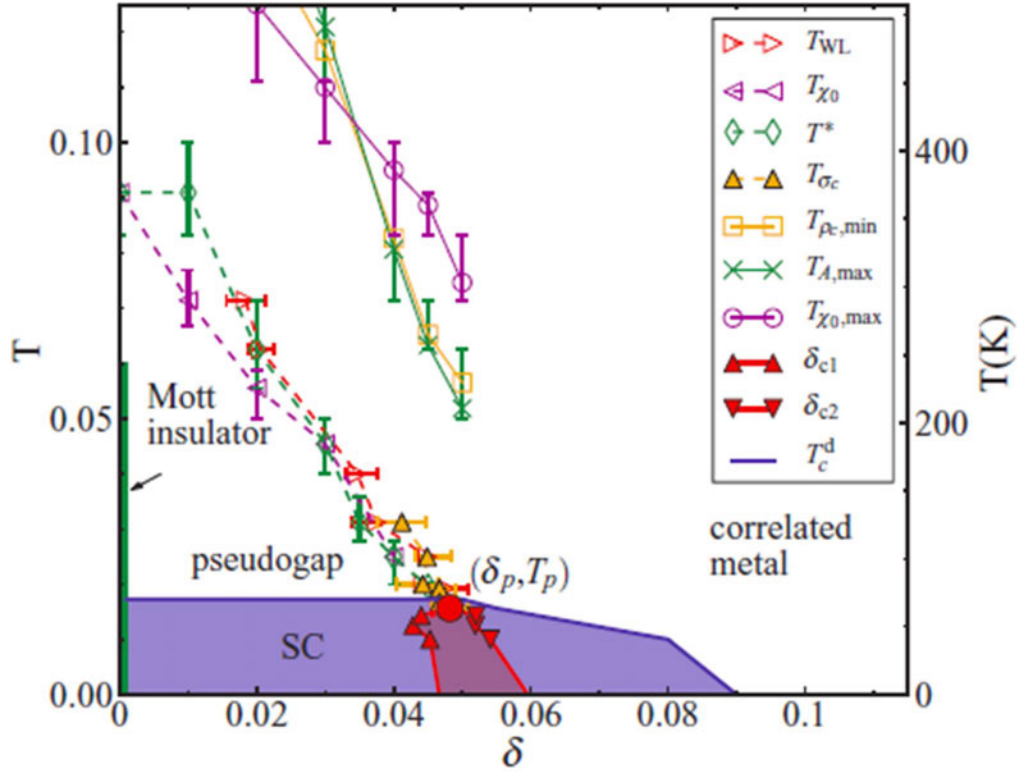 T_WL
T_χ0
T*
T_σc
T_ρc,min
T_A,max
T_χ0,max
δ_c1
δ_c2
T_c^d
0.10
0.05
0.00
T
400
200
0
T(K)
Mott
insulator
pseudogap
(δ_p,T_p)
correlated
metal
SC
0
0.02
0.04
0.06
0.08
0.1
δ